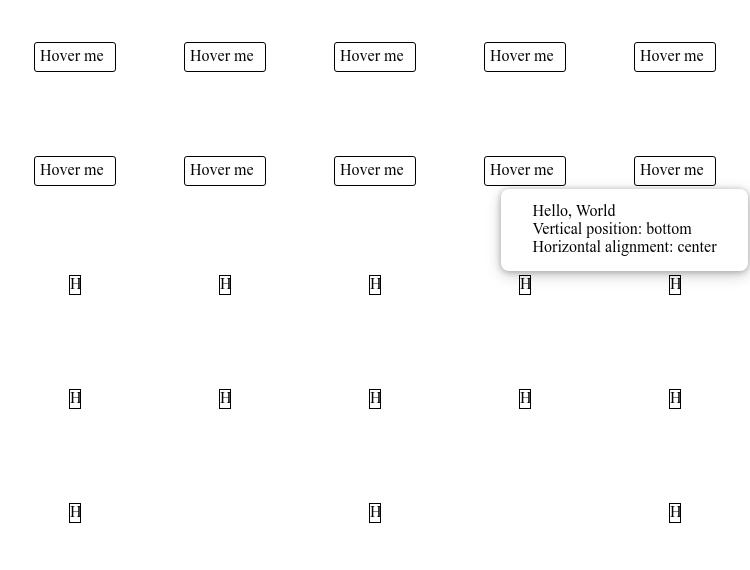 Hover me Hover me Hover me Hover me Hover me
Hover me Hover me Hover me Hover me Hover me
Hello, World
Vertical position: bottom
Horizontal alignment: center
H H H H H
H H H H H
H H H